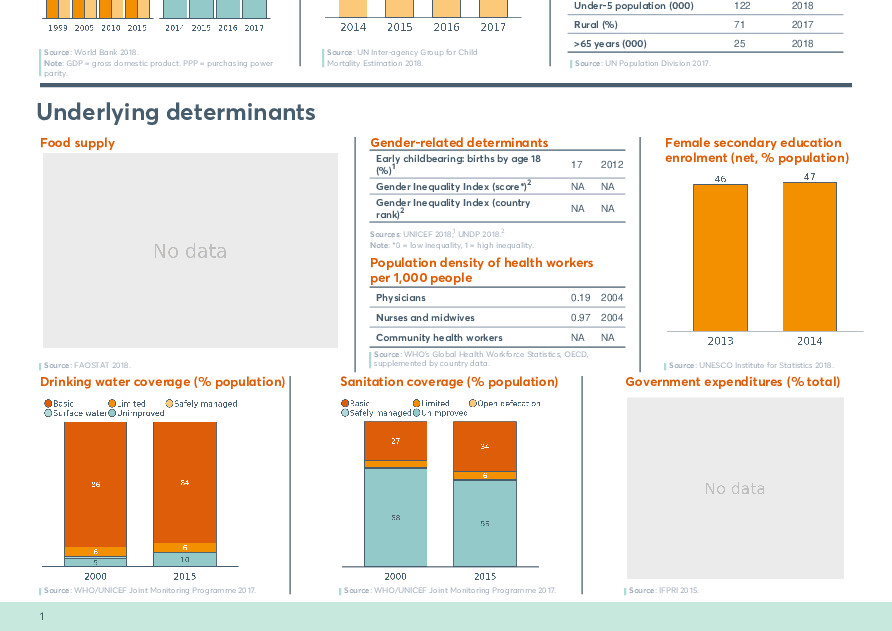 1999 2005 2010 2015
2014 2015 2016 2017
Source: World Bank 2018.
Note: GDP = gross domestic product. PPP = purchasing power
parity.
2014 2015 2016 2017
Source: UN Inter-agency Group for Child
Mortality Estimation 2018.
Under-5 population (000) 122 2018
Rural (%) 71 2017
>65 years (000) 25 2018
Source: UN Population Division 2017.
Underlying determinants
Food supply
No data
Source: FAOSTAT 2018.
Gender-related determinants
Early childbearing: births by age 18 17 2012
(%)¹
Gender Inequality Index (score*)² NA NA
Gender Inequality Index (country NA NA
rank)²
Sources: UNICEF 2018,¹ UNDP 2018.²
Note: *0 = low inequality, 1 = high inequality.
Population density of health workers
per 1,000 people
Physicians 0.19 2004
Nurses and midwives 0.97 2004
Community health workers NA NA
Source: WHO's Global Health Workforce Statistics, OECD,
supplemented by country data.
Female secondary education
enrolment (net, % population)
46 47
2013 2014
Source: UNESCO Institute for Statistics 2018.
Drinking water coverage (% population)
Basic Limited Safely managed
Surface water Unimproved
86 84
6 6
5 10
2000 2015
Source: WHO/UNICEF Joint Monitoring Programme 2017.
Sanitation coverage (% population)
Basic Limited Open defecation
Safely managed Unimproved
27 34
6
68
2000 2015
Source: WHO/UNICEF Joint Monitoring Programme 2017.
Government expenditures (% total)
No data
Source: IFPRI 2015.
1